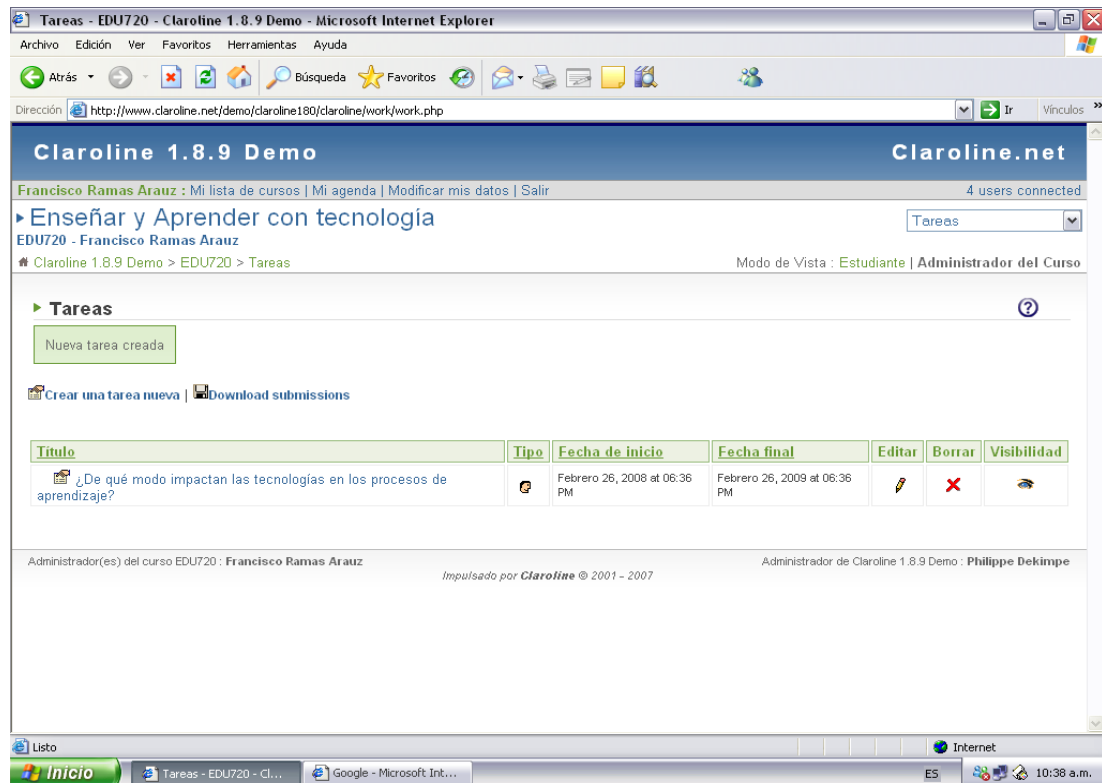 Tareas - EDU720 - Claroline 1.8.9 Demo - Microsoft Internet Explorer
Archivo Edición Ver Favoritos Herramientas Ayuda
Atrás Búsqueda Favoritos
Dirección http://www.claroline.net/demo/claroline180/claroline/work/work.php Ir Vínculos »
Claroline 1.8.9 Demo Claroline.net
Francisco Ramas Arauz : Mi lista de cursos | Mi agenda | Modificar mis datos | Salir 4 users connected
Enseñar y Aprender con tecnología Tareas
EDU720 - Francisco Ramas Arauz
Claroline 1.8.9 Demo > EDU720 > Tareas Modo de Vista : Estudiante | Administrador del Curso
Tareas ?
Nueva tarea creada
Crear una tarea nueva | Download submissions
Título Tipo Fecha de inicio Fecha final Editar Borrar Visibilidad
¿De qué modo impactan las tecnologías en los procesos de Febrero 26, 2008 at 06:36 Febrero 26, 2009 at 06:36
aprendizaje? PM PM
Administrador(es) del curso EDU720 : Francisco Ramas Arauz Administrador de Claroline 1.8.9 Demo : Philippe Dekimpe
Impulsado por Claroline © 2001 - 2007
Listo Internet
Inicio Tareas - EDU720 - Cl... Google - Microsoft Int... ES 10:38 a.m.